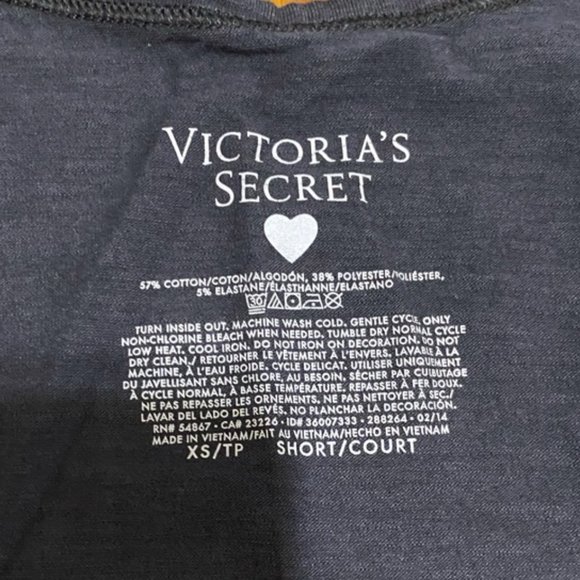 VICTORIA'S
SECRET
57% COTTON/COTON/ALGODÓN, 38% POLYESTER/POLIÉSTER,
5% ELASTANE/ÉLASTHANNE/ELASTANO
30
TURN INSIDE OUT. MACHINE WASH COLD. GENTLE CYCLE. ONLY
NON-CHLORINE BLEACH WHEN NEEDED. TUMBLE DRY NORMAL CYCLE
LOW HEAT. COOL IRON. DO NOT IRON ON DECORATION. DO NOT
DRY CLEAN./ RETOURNER LE VÊTEMENT À L'ENVERS. LAVABLE À LA
MACHINE, À L'EAU FROIDE. CYCLE DELICAT. UTILISER UNIQUEMENT
DU JAVELLISANT SANS CHLORE, AU BESOIN. SÉCHER PAR CULBUTAGE
À CYCLE NORMAL, À BASSE TEMPÉRATURE. REPASSER À FER DOUX.
NE PAS REPASSER LES ORNEMENTS. NE PAS NETTOYER À SEC./
LAVAR DEL LADO DEL REVÉS. NO PLANCHAR LA DECORACIÓN.
RN# 54867 • CA# 23226 • ID# 36007333 • 288264 • 02/14
MADE IN VIETNAM/FAIT AU VIETNAM/HECHO EN VIETNAM
XS/TP SHORT/COURT